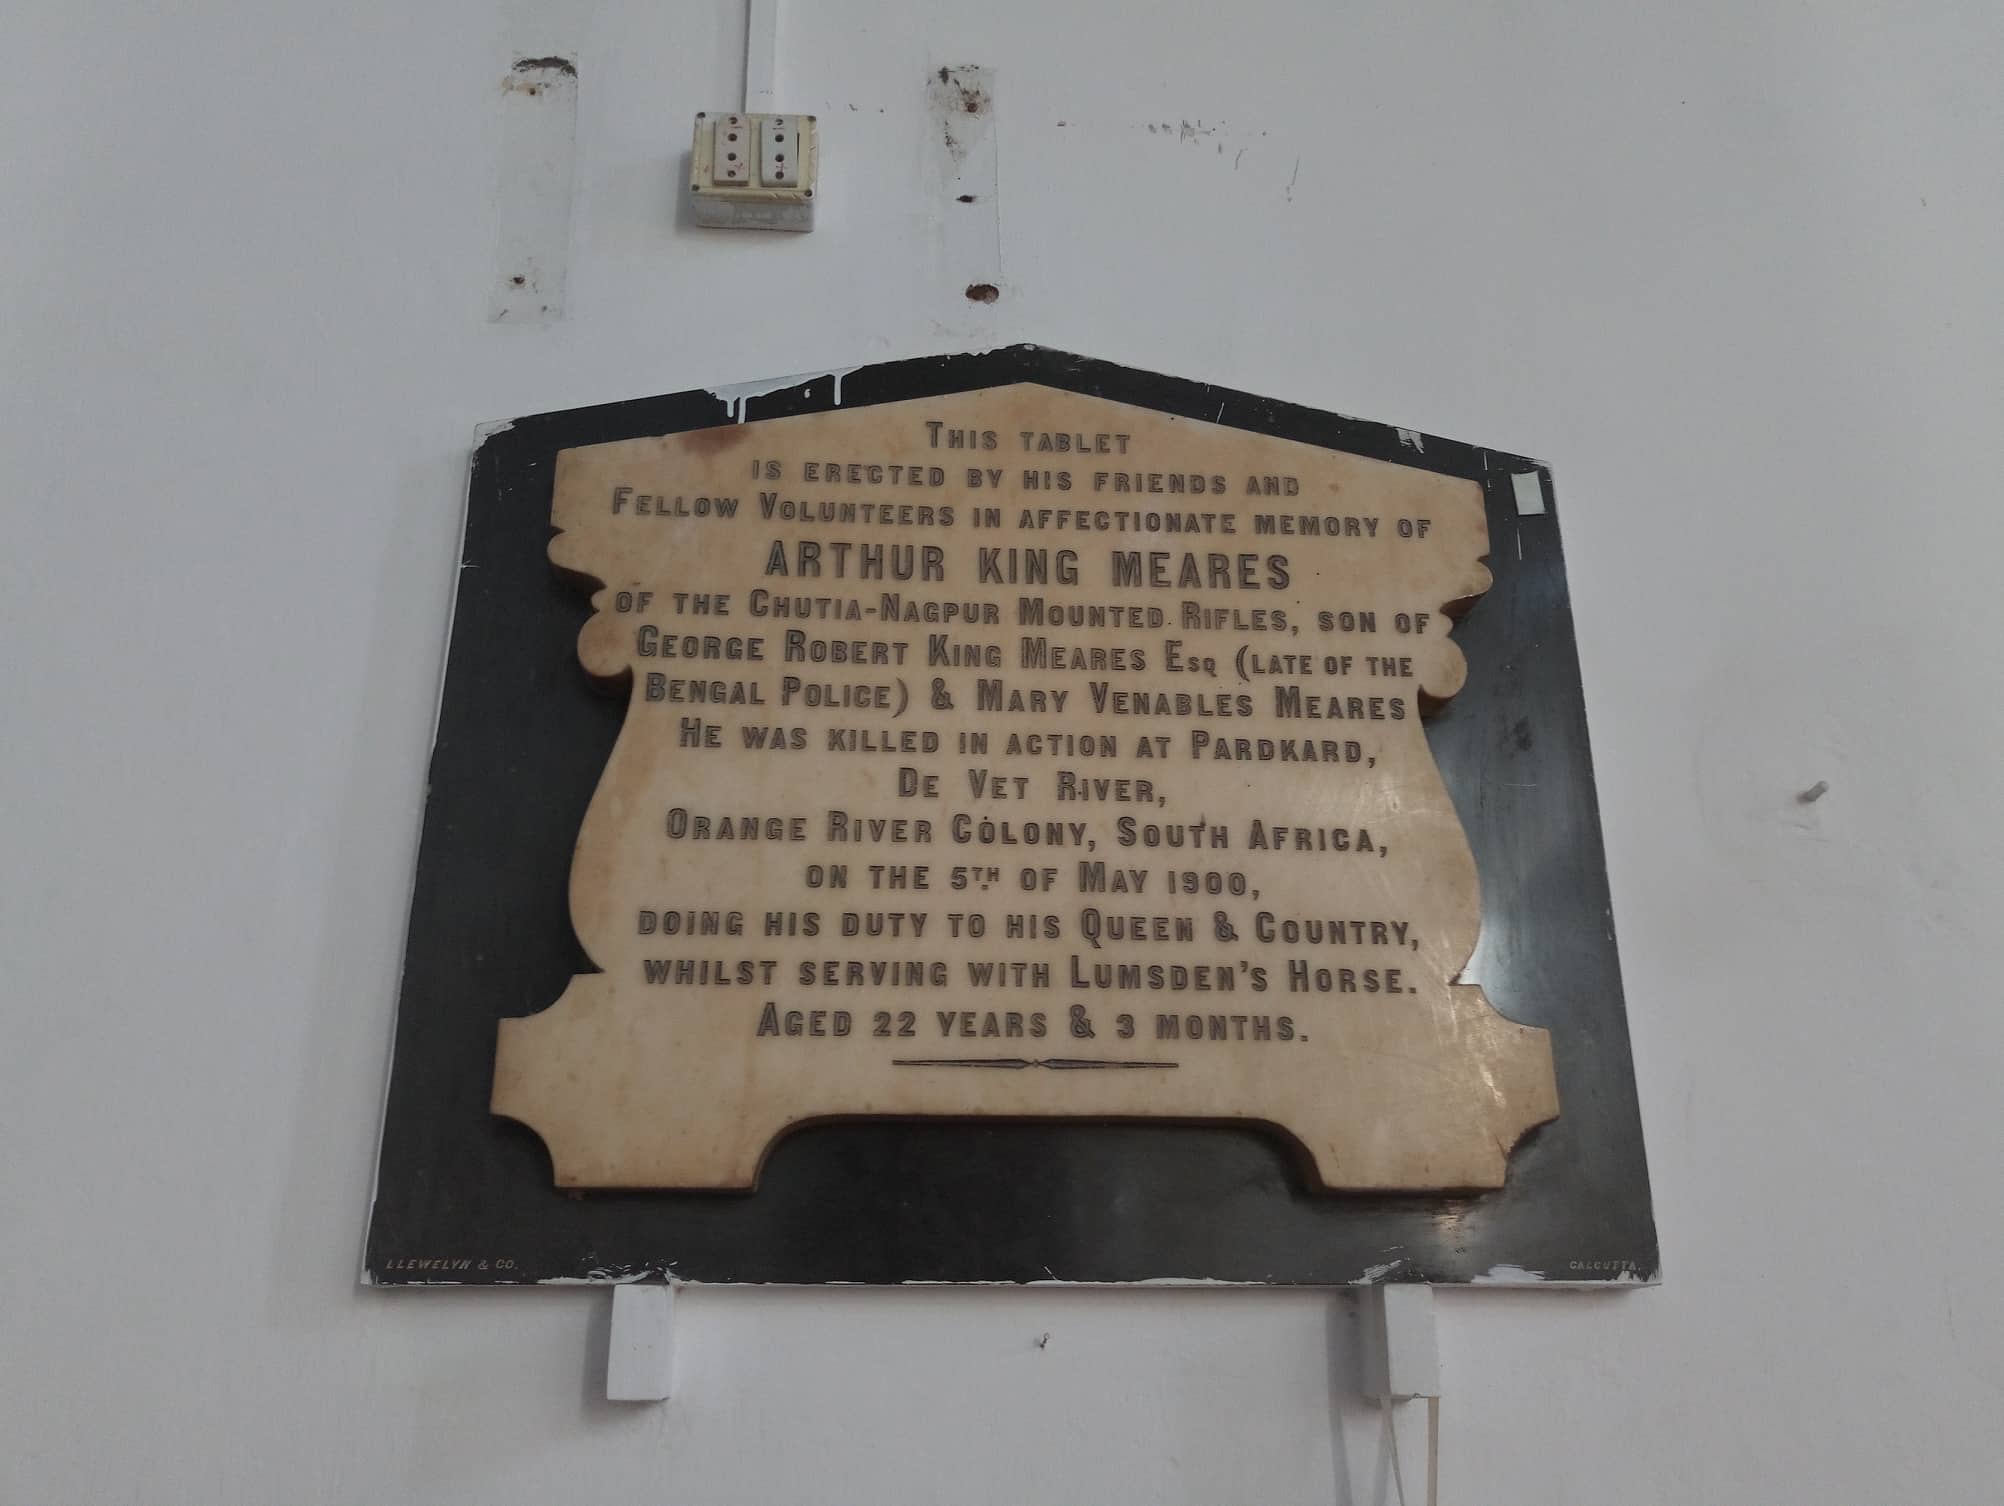 THIS TABLET
IS ERECTED BY HIS FRIENDS AND
FELLOW VOLUNTEERS IN AFFECTIONATE MEMORY OF
ARTHUR KING MEARES
OF THE CHUTIA-NAGPUR MOUNTED RIFLES, SON OF
GEORGE ROBERT KING MEARES ESQ (LATE OF THE
BENGAL POLICE) & MARY VENABLES MEARES
HE WAS KILLED IN ACTION AT PARDKARD,
DE VET RIVER,
ORANGE RIVER COLONY, SOUTH AFRICA,
ON THE 5TH OF MAY 1900,
DOING HIS DUTY TO HIS QUEEN & COUNTRY,
WHILST SERVING WITH LUMSDEN'S HORSE.
AGED 22 YEARS & 3 MONTHS.
LLEWELYN & CO.
CALCUTTA.